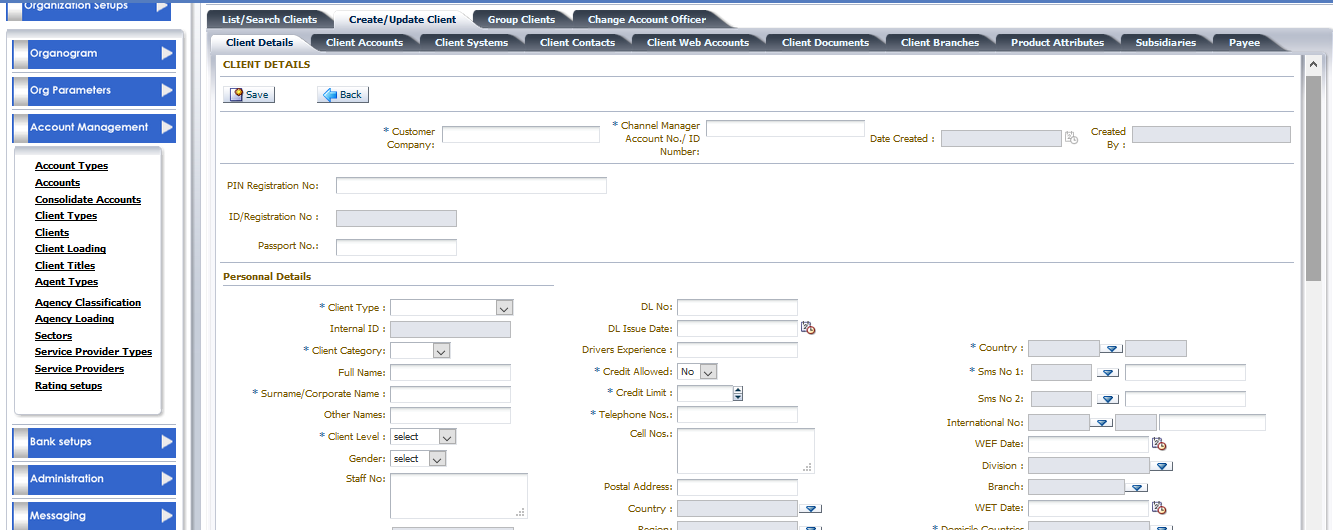 Organization Setups
List/Search Clients Create/Update Client Group Clients Change Account Officer
Client Details Client Accounts Client Systems Client Contacts Client Web Accounts Client Documents Client Branches Product Attributes Subsidiaries Payee
Organogram
Org Parameters
Account Management
Account Types
Accounts
Consolidate Accounts
Client Types
Clients
Client Loading
Client Titles
Agent Types
Agency Classification
Agency Loading
Sectors
Service Provider Types
Service Providers
Rating setups
Bank setups
Administration
Messaging
CLIENT DETAILS
Save Back
* Customer
Company:
* Channel Manager
Account No./ ID
Number:
Date Created :
Created
By :
PIN Registration No:
ID/Registration No :
Passport No.:
Personnal Details
* Client Type :
Internal ID :
* Client Category:
Full Name:
* Surname/Corporate Name :
Other Names:
* Client Level : select
Gender: select
Staff No:
DL No:
DL Issue Date:
Drivers Experience :
* Credit Allowed: No
* Credit Limit :
* Telephone Nos.:
Cell Nos.:
Postal Address:
Country :
Region:
* Country :
* Sms No 1:
Sms No 2:
International No:
WEF Date:
Division :
Branch:
WET Date:
* Domicile Countries